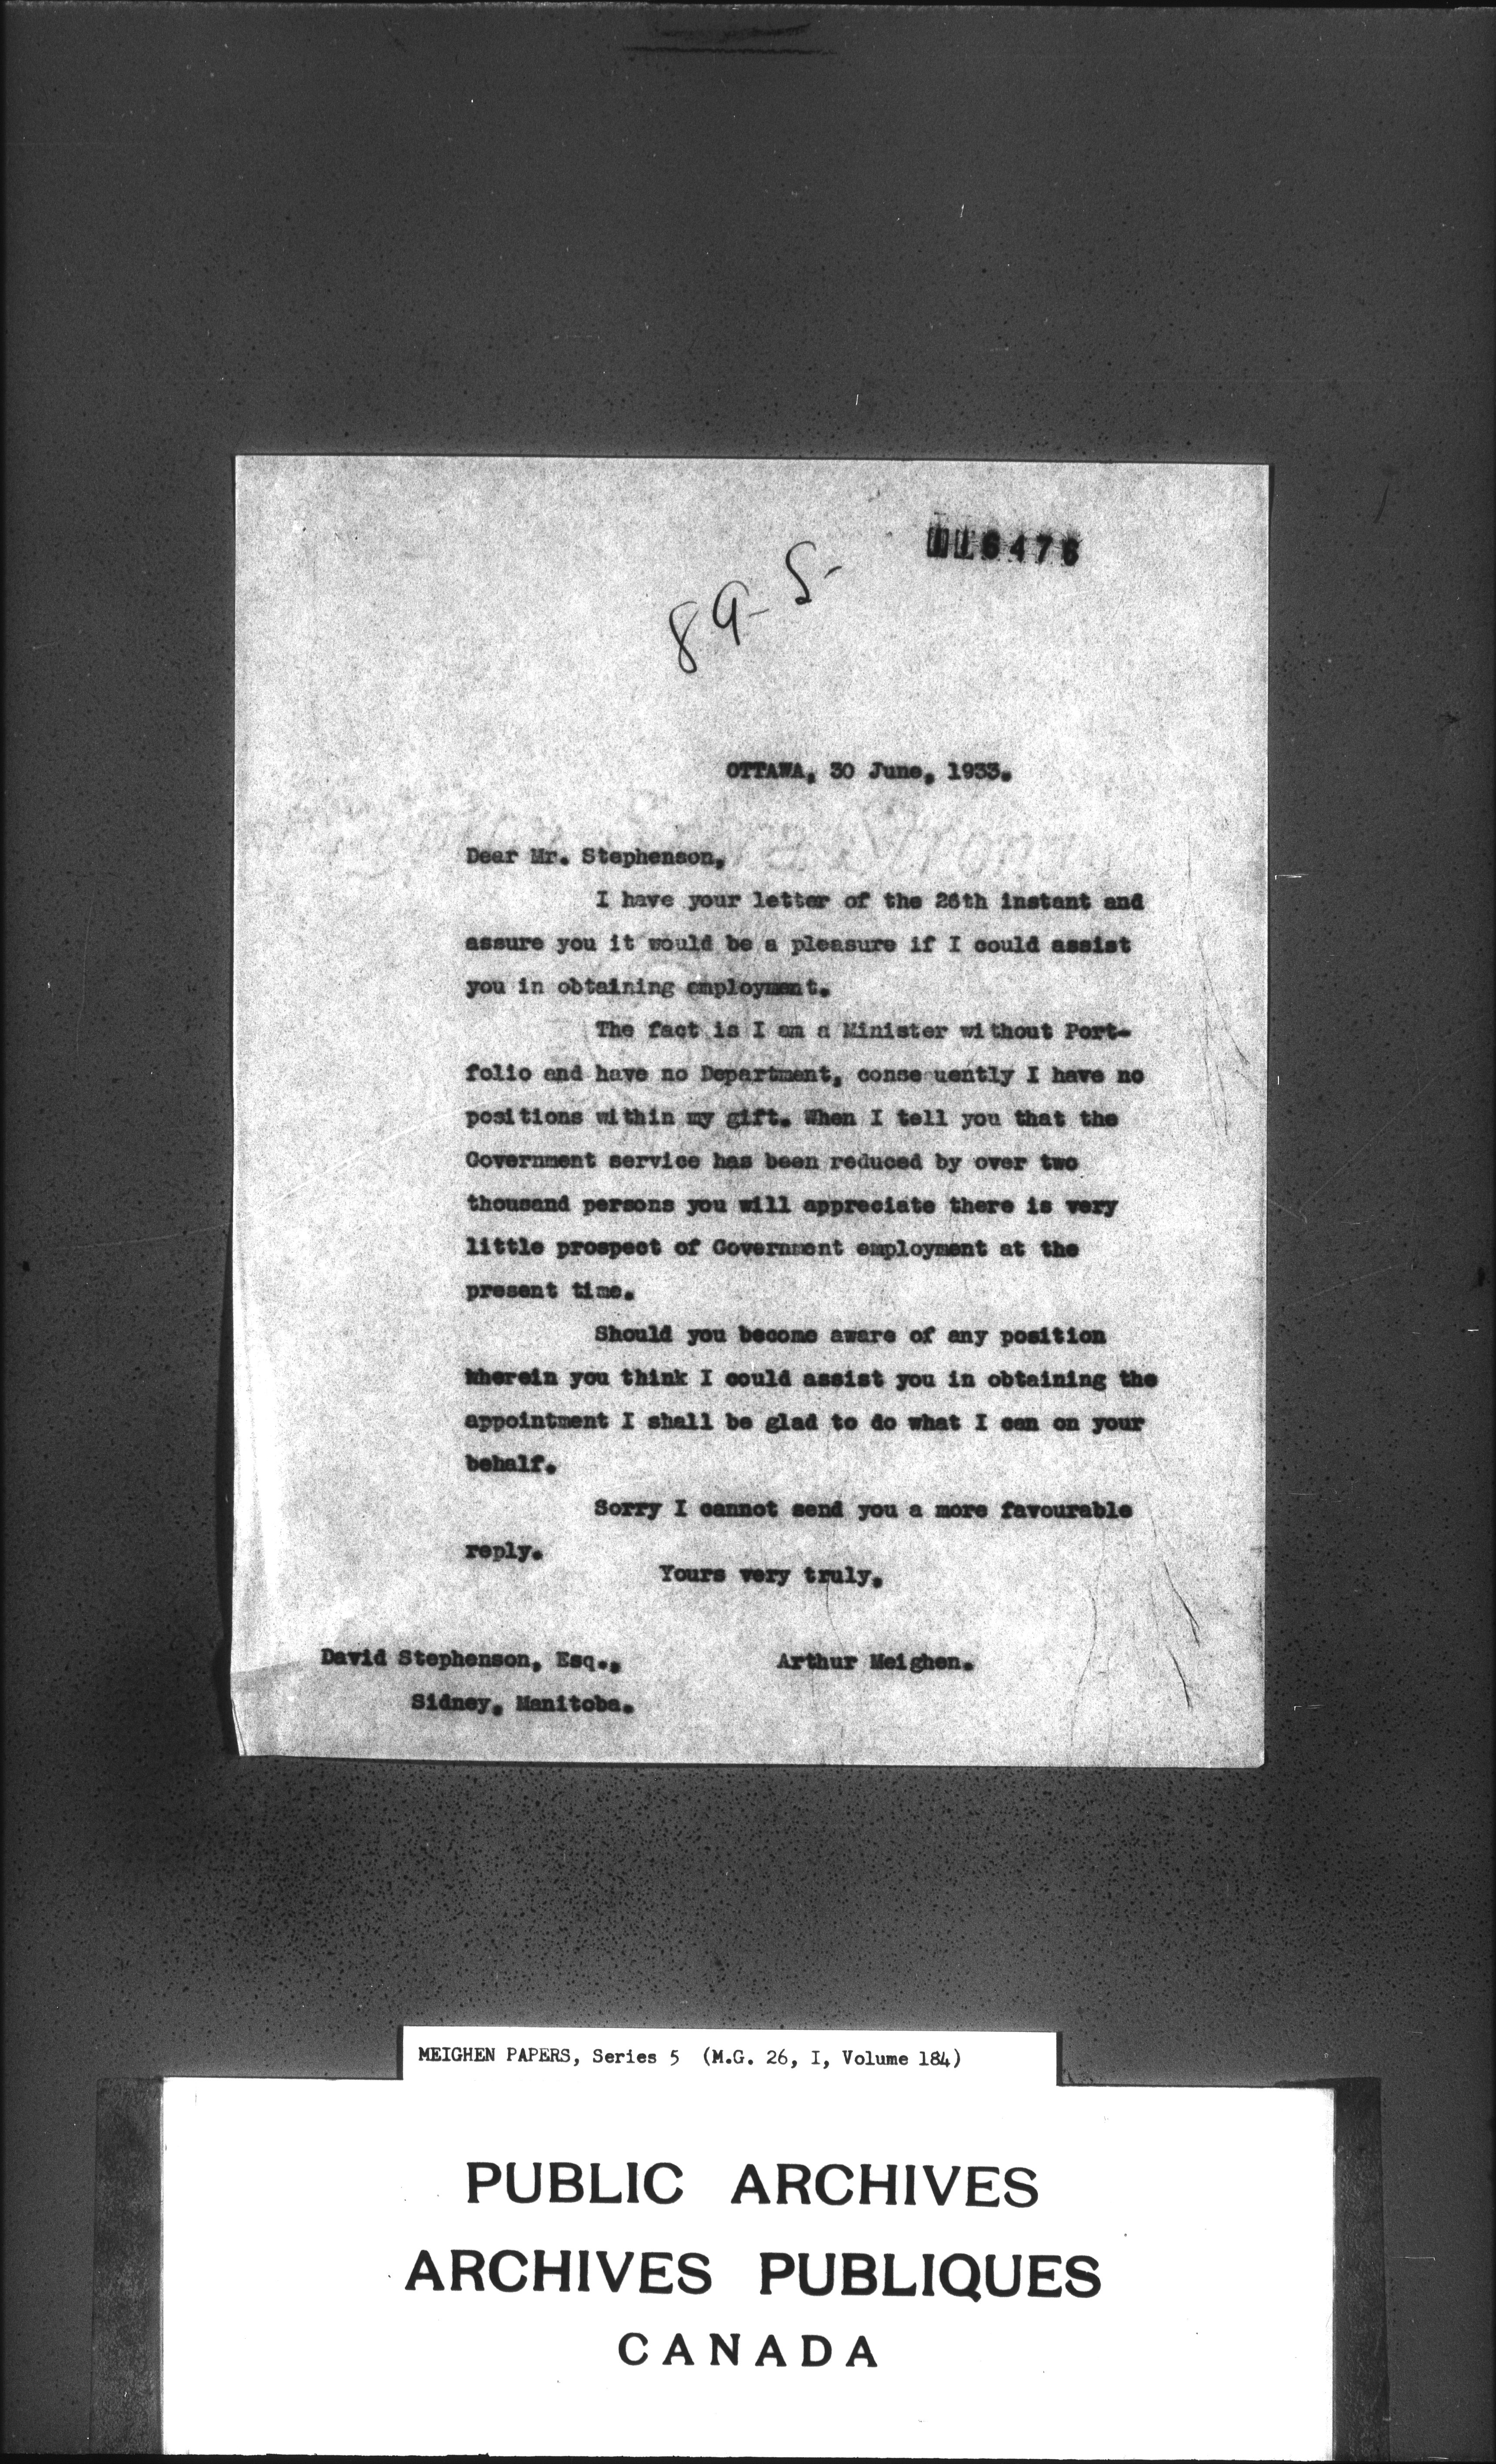 89-5
OTTAWA, 30 June, 1933.
Dear Mr. Stephenson,
I have your letter of the 26th instant and
assure you it would be a pleasure if I could assist
you in obtaining employment.
The fact is I am a Minister without Port-
folio and have no Department, conse uently I have no
positions within my gift. When I tell you that the
Government service has been reduced by over two
thousand persons you will appreciate there is very
little prospect of Government employment at the
present time.
Should you become aware of any position
wherein you think I could assist you in obtaining the
appointment I shall be glad to do what I can on your
behalf.
Sorry I cannot send you a more favourable
reply.
Yours very truly,
David Stephenson, Esq., Arthur Meighen.
Sidney, Manitoba.
MEIGHEN PAPERS, Series 5 (M.G. 26, I, Volume 184)
PUBLIC ARCHIVES
ARCHIVES PUBLIQUES
CANADA